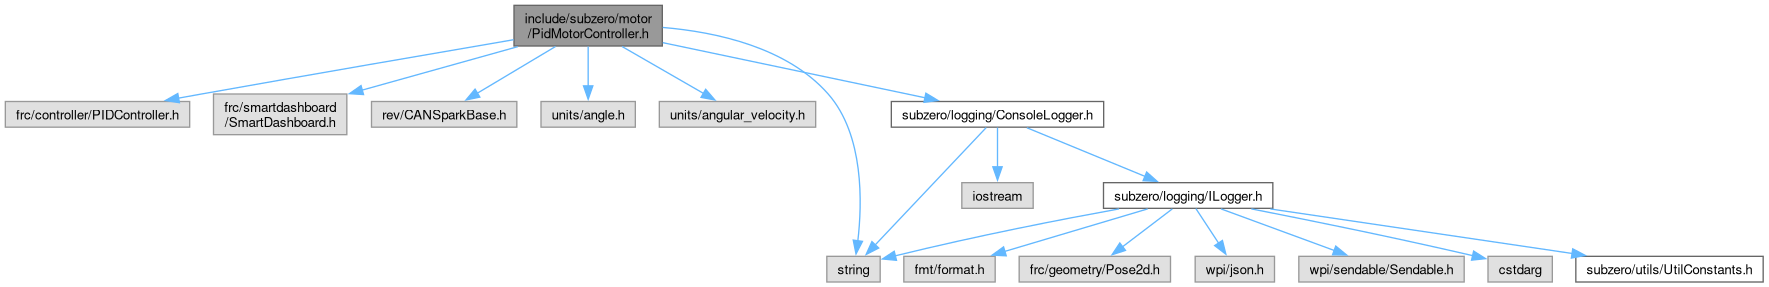 include/subzero/motor
/PidMotorController.h
frc/controller/PIDController.h
frc/smartdashboard
/SmartDashboard.h
rev/CANSparkBase.h
units/angle.h
units/angular_velocity.h
subzero/logging/ConsoleLogger.h
iostream
subzero/logging/ILogger.h
string
fmt/format.h
frc/geometry/Pose2d.h
wpi/json.h
wpi/sendable/Sendable.h
cstdarg
subzero/utils/UtilConstants.h